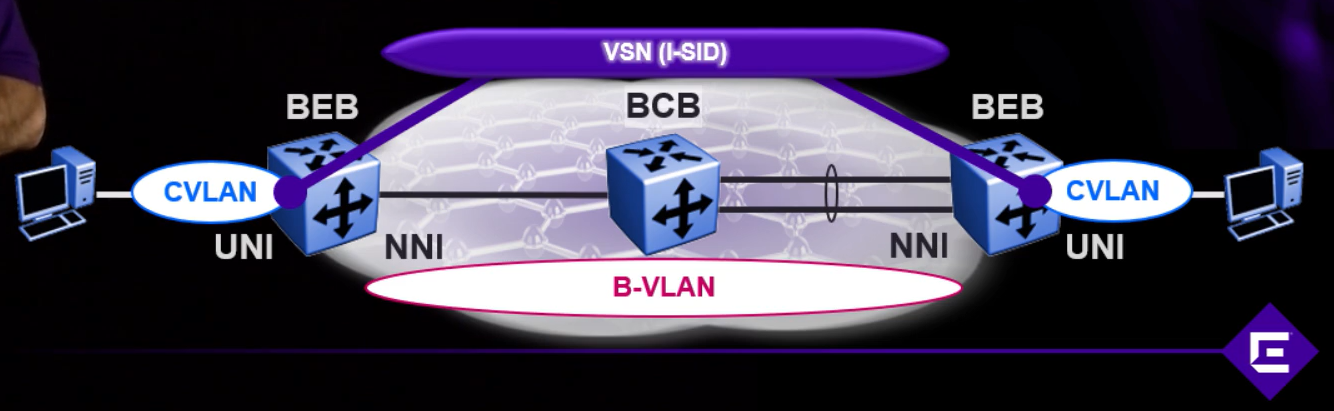 VSN (I-SID)
BEB
BCB
BEB
CVLAN
CVLAN
UNI
NNI
NNI
UNI
B-VLAN